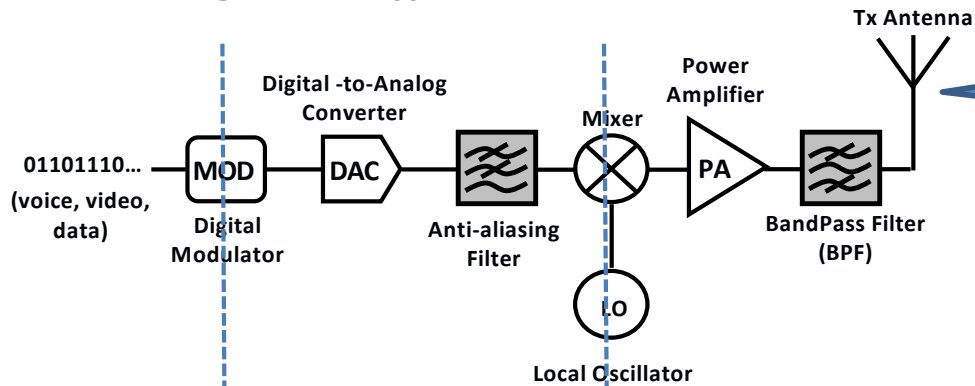 Tx Antenna
Digital -to-Analog
Converter
Power
Amplifier
Mixer
01101110...
(voice, video,
data)
MOD
DAC
PA
Digital
Modulator
Anti-aliasing
Filter
BandPass Filter
(BPF)
LO
Local Oscillator